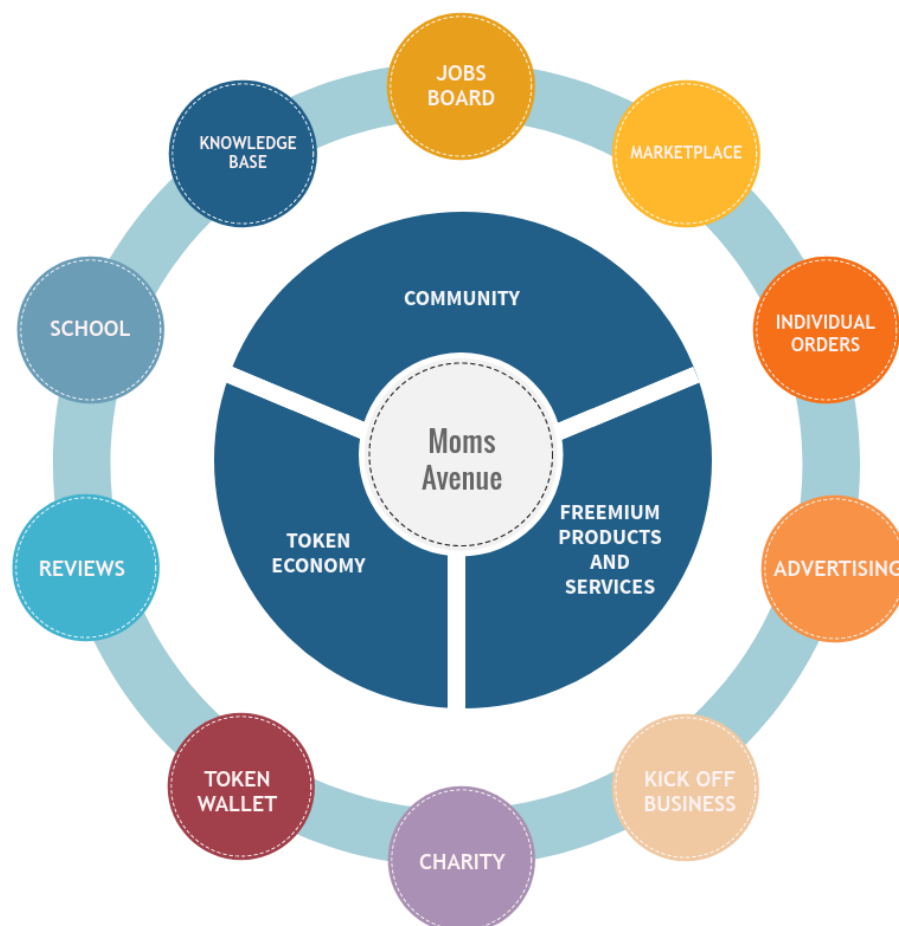 JOBS
BOARD
KNOWLEDGE
BASE
MARKETPLACE
COMMUNITY
SCHOOL
INDIVIDUAL
ORDERS
Moms
Avenue
FREEMIUM
PRODUCTS
AND
SERVICES
TOKEN
ECONOMY
REVIEWS
ADVERTISING
TOKEN
WALLET
KICK OFF
BUSINESS
CHARITY